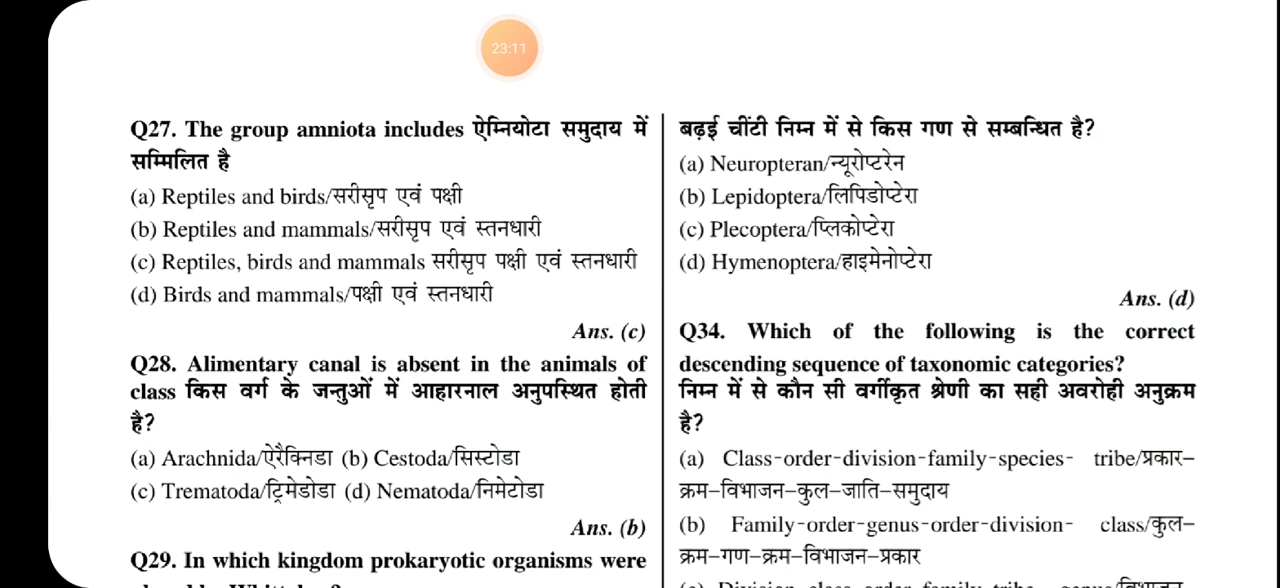 23:11
Q27. The group amniota includes ऐम्नियोटा समुदाय में
सम्मिलित है
(a) Reptiles and birds/सरीसृप एवं पक्षी
(b) Reptiles and mammals/सरीसृप एवं स्तनधारी
(c) Reptiles, birds and mammals सरीसृप पक्षी एवं स्तनधारी
(d) Birds and mammals/पक्षी एवं स्तनधारी
Ans. (c)
Q28. Alimentary canal is absent in the animals of
class किस वर्ग के जन्तुओं में आहारनाल अनुपस्थित होती
है?
(a) Arachnida/ऐरैक्निडा (b) Cestoda/सिस्टोडा
(c) Trematoda/ट्रिमेडोडा (d) Nematoda/निमेटोडा
Ans. (b)
Q29. In which kingdom prokaryotic organisms were
बढ़ई चींटी निम्न में से किस गण से सम्बन्धित है?
(a) Neuropteran/न्यूरोप्टरेन
(b) Lepidoptera/लिपिडोप्टेरा
(c) Plecoptera/प्लिकोप्टेरा
(d) Hymenoptera/हाइमेनोप्टेरा
Ans. (d)
Q34. Which of the following is the correct
descending sequence of taxonomic categories?
निम्न में से कौन सी वर्गीकृत श्रेणी का सही अवरोही अनुक्रम
है?
(a) Class-order-division-family-species- tribe/प्रकार–
क्रम–विभाजन–कुल–जाति–समुदाय
(b) Family-order-genus-order-division- class/कुल–
क्रम–गण–क्रम–विभाजन–प्रकार